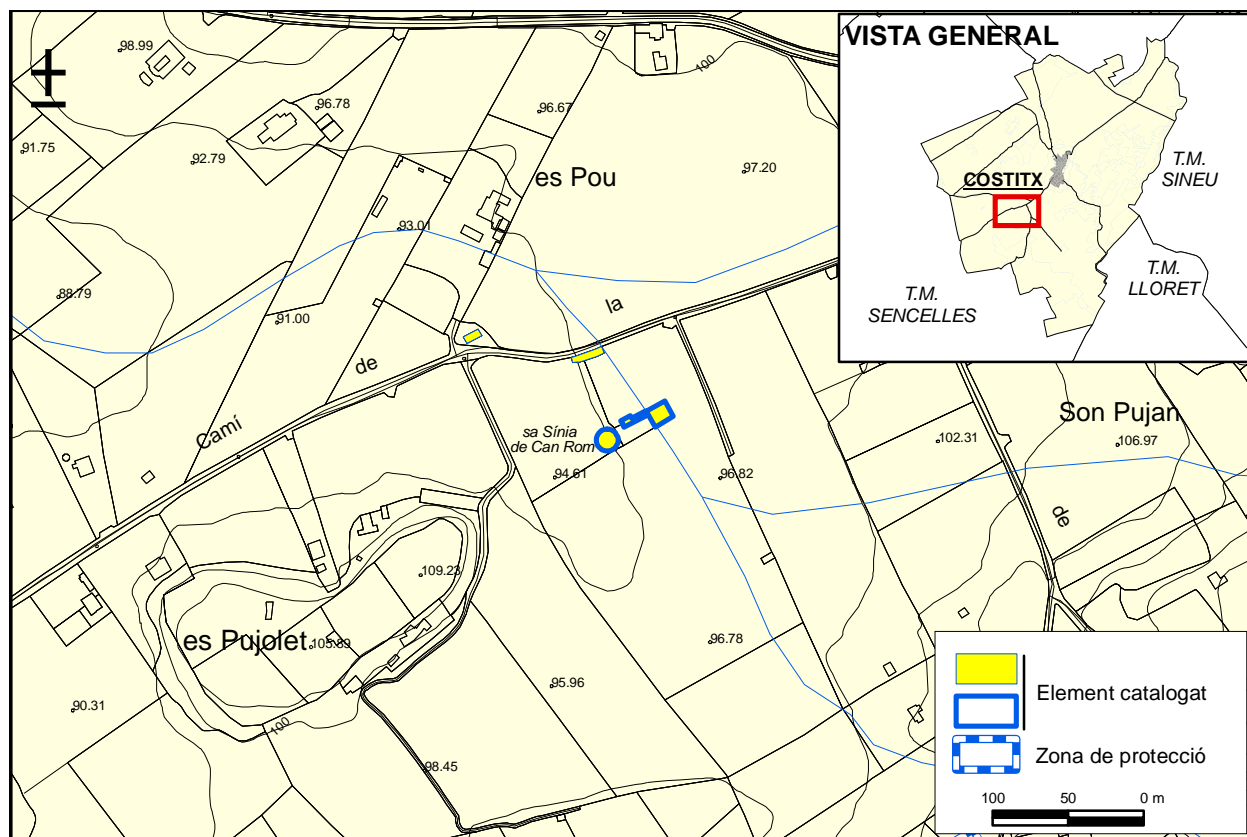 VISTA GENERAL
COSTITX
T.M.
SINEU
T.M.
LLORET
T.M.
SENCELLES
98.99
100
96.78
96.67
91.75
92.79
97.20
es Pou
93.01
88.79
91.00
la
de
Camí
sa Sínia
de Can Rom
94.61
96.82
Son Pujan
102.31
106.97
de
109.23
es Pujolet
105.89
96.78
95.96
90.31
100
98.45
Element catalogat
Zona de protecció
100 50 0 m